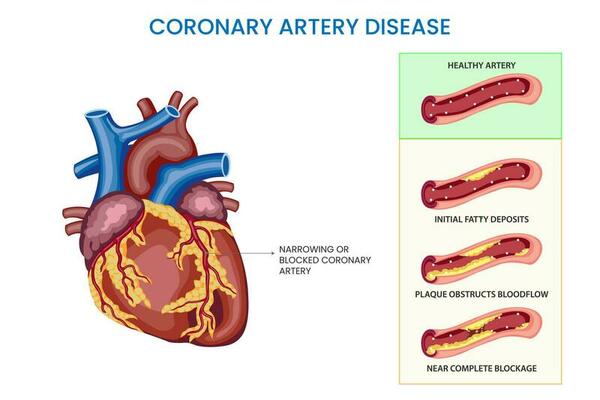 CORONARY ARTERY DISEASE
NARROWING OR
BLOCKED CORONARY
ARTERY
HEALTHY ARTERY
INITIAL FATTY DEPOSITS
PLAQUE OBSTRUCTS BLOODFLOW
NEAR COMPLETE BLOCKAGE